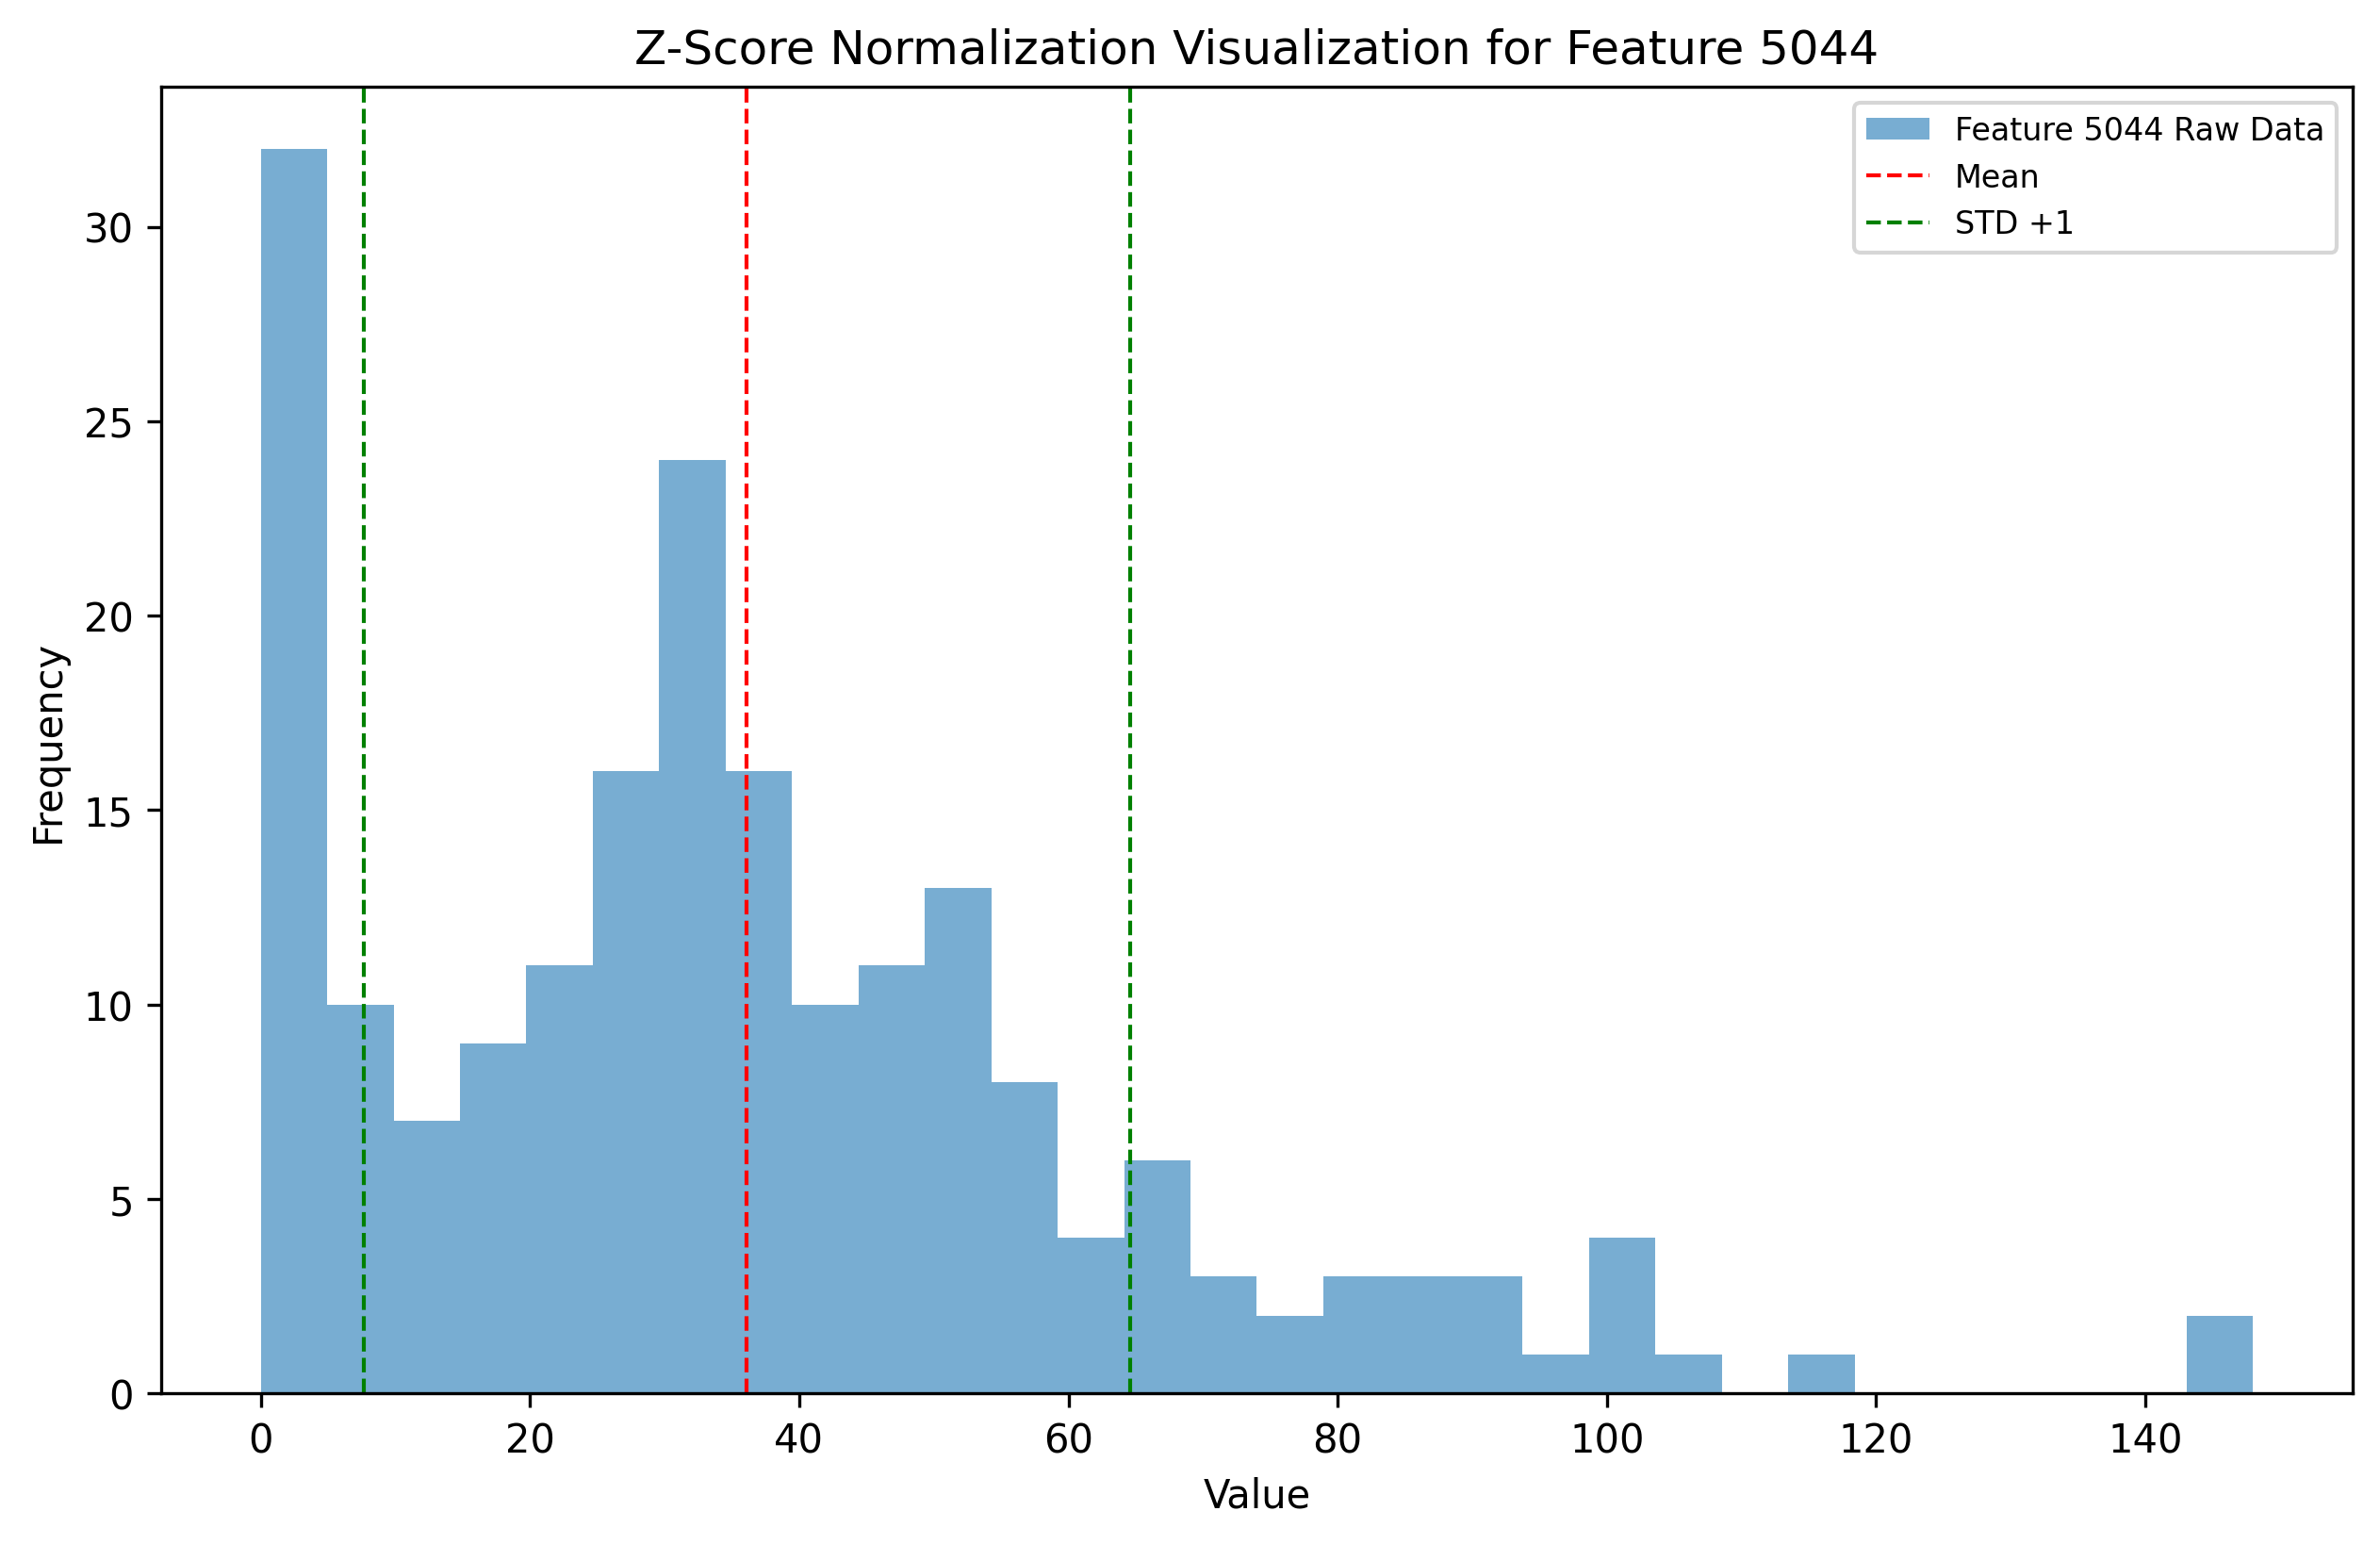 Z-Score Normalization Visualization for Feature 5044
Feature 5044 Raw Data
Mean
STD +1
30
25
20
15
10
5
0
Frequency
0 20 40 60 80 100 120 140
Value